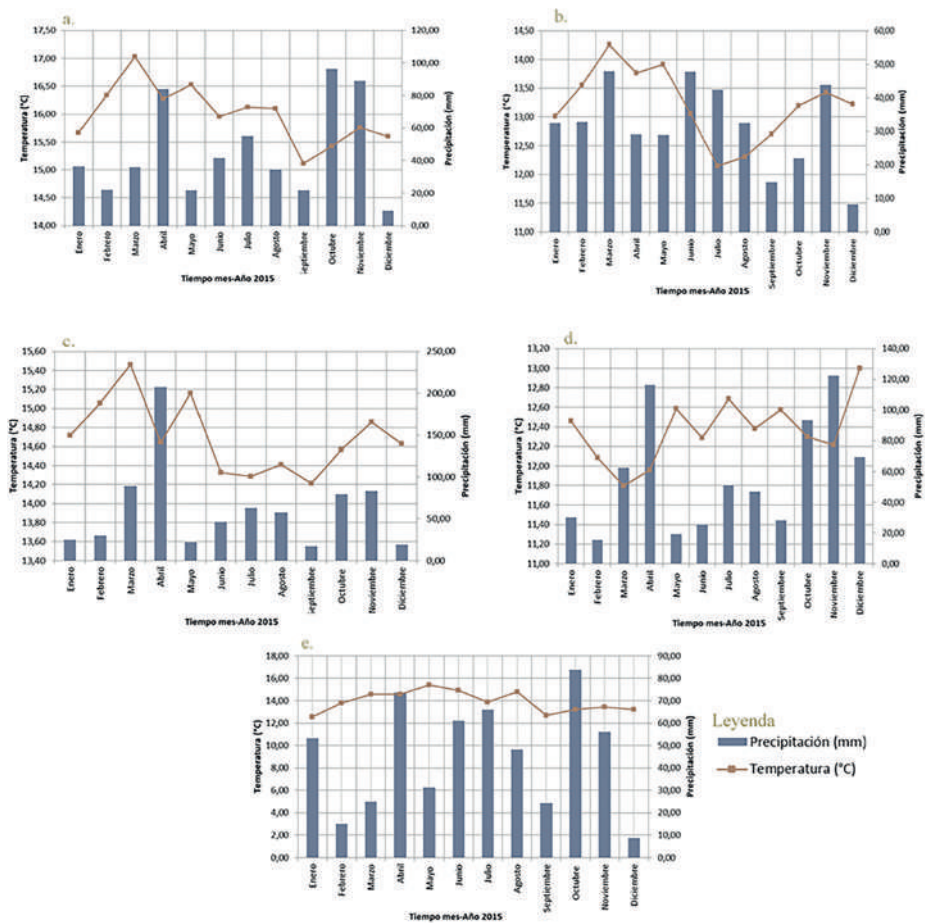 a.
17,50
17,00
16,50
16,00
15,50
15,00
14,50
14,00
Temperatura (°C)
120,00
100,00
80,00
60,00
40,00
20,00
0,00
Precipitación (mm)
Enero
Febrero
Marzo
Abril
Mayo
Junio
Julio
Agosto
Septiembre
Octubre
Noviembre
Diciembre
Tiempo mes-Año 2015
b.
14,50
14,00
13,50
13,00
12,50
12,00
11,50
11,00
Temperatura (°C)
60,00
50,00
40,00
30,00
20,00
10,00
0,00
Precipitación (mm)
Enero
Febrero
Marzo
Abril
Mayo
Junio
Julio
Agosto
Septiembre
Octubre
Noviembre
Diciembre
Tiempo mes-Año 2015
c.
15,60
15,40
15,20
15,00
14,80
14,60
14,40
14,20
14,00
13,80
13,60
13,40
Temperatura (°C)
250,00
200,00
150,00
100,00
50,00
0,00
Precipitación (mm)
Enero
Febrero
Marzo
Abril
Mayo
Junio
Julio
Agosto
Septiembre
Octubre
Noviembre
Diciembre
Tiempo mes-Año 2015
d.
13,20
13,00
12,80
12,60
12,40
12,20
12,00
11,80
11,60
11,40
11,20
11,00
Temperatura (°C)
140,00
120,00
100,00
80,00
60,00
40,00
20,00
0,00
Precipitación (mm)
Enero
Febrero
Marzo
Abril
Mayo
Junio
Julio
Agosto
Septiembre
Octubre
Noviembre
Diciembre
Tiempo mes-Año 2015
e.
18,00
16,00
14,00
12,00
10,00
8,00
6,00
4,00
2,00
0,00
Temperatura (°C)
90,00
80,00
70,00
60,00
50,00
40,00
30,00
20,00
10,00
0,00
Precipitación (mm)
Enero
Febrero
Marzo
Abril
Mayo
Junio
Julio
Agosto
Septiembre
Octubre
Noviembre
Diciembre
Tiempo mes-Año 2015
Leyenda
Precipitación (mm)
Temperatura (°C)